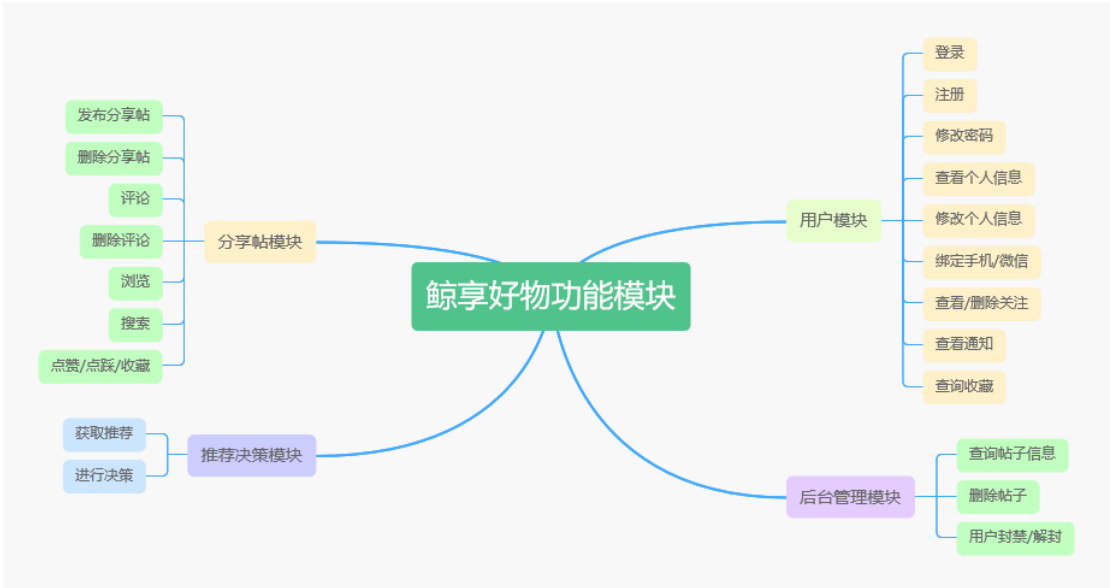 鲸享好物功能模块
分享帖模块
发布分享帖
删除分享帖
评论
删除评论
浏览
搜索
点赞/点踩/收藏
推荐决策模块
获取推荐
进行决策
用户模块
登录
注册
修改密码
查看个人信息
修改个人信息
绑定手机/微信
查看/删除关注
查看通知
查询收藏
后台管理模块
查询帖子信息
删除帖子
用户封禁/解封